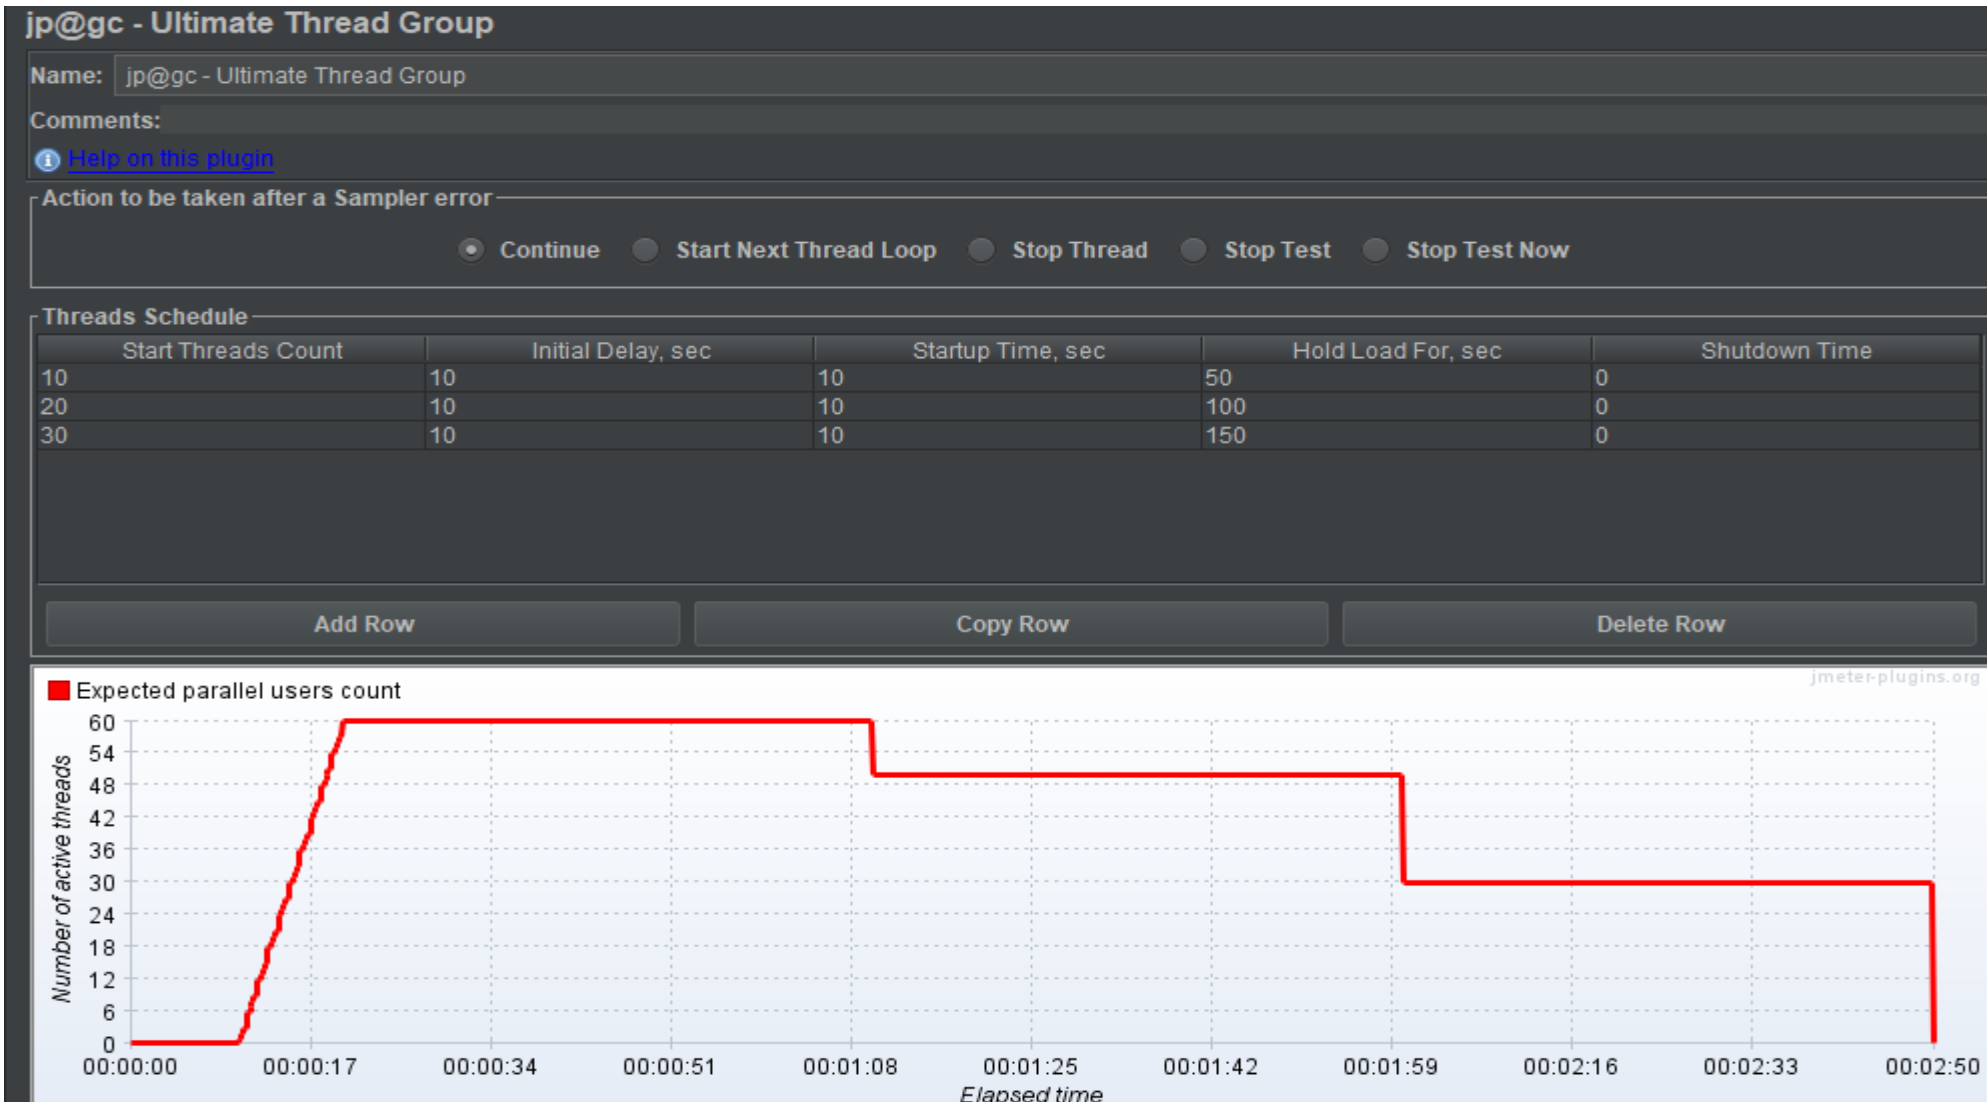 jp@gc - Ultimate Thread Group
Name: jp@gc - Ultimate Thread Group
Comments:
Help on this plugin
Action to be taken after a Sampler error
Continue Start Next Thread Loop Stop Thread Stop Test Stop Test Now
Threads Schedule
Start Threads Count Initial Delay, sec Startup Time, sec Hold Load For, sec Shutdown Time
10 10 10 50 0
20 10 10 100 0
30 10 10 150 0
Add Row Copy Row Delete Row
Expected parallel users count
jmeter-plugins.org
Number of active threads
60
54
48
42
36
30
24
18
12
6
0
00:00:00 00:00:17 00:00:34 00:00:51 00:01:08 00:01:25 00:01:42 00:01:59 00:02:16 00:02:33 00:02:50
Elapsed time